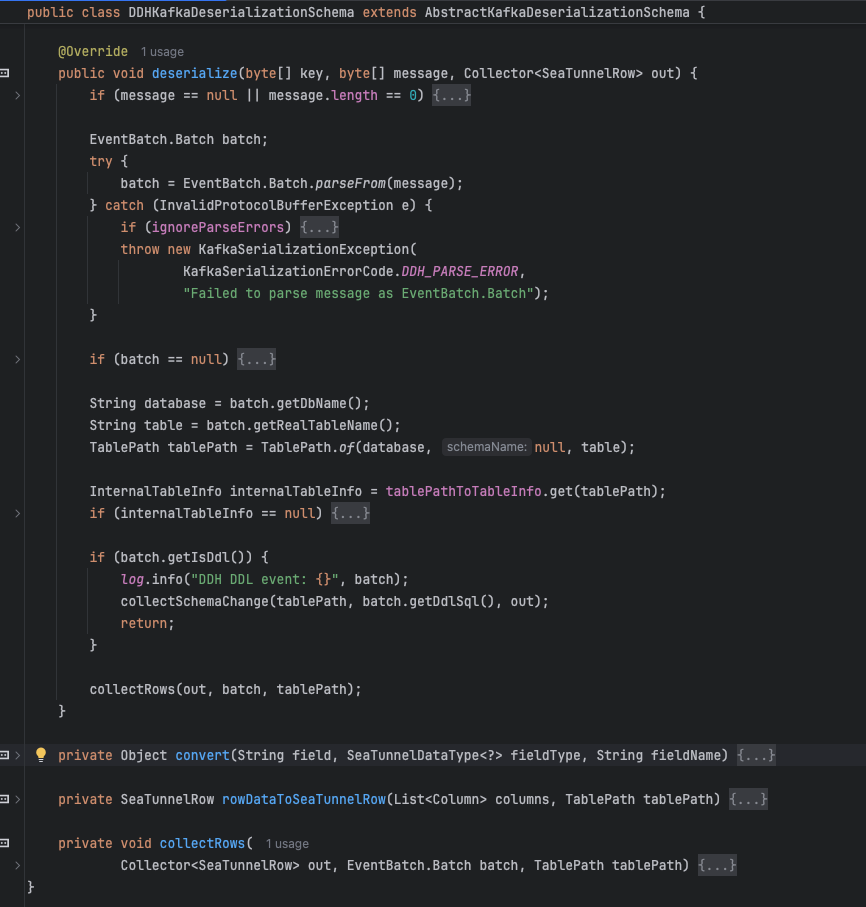 public class DDHKafkaDeserializationSchema extends AbstractKafkaDeserializationSchema {
@Override 1 usage
public void deserialize(byte[] key, byte[] message, Collector<SeaTunnelRow> out) {
if (message == null || message.length == 0) {...}
EventBatch.Batch batch;
try {
batch = EventBatch.Batch.parseFrom(message);
} catch (InvalidProtocolBufferException e) {
if (ignoreParseErrors) {...}
throw new KafkaSerializationException(
KafkaSerializationErrorCode.DDH_PARSE_ERROR,
"Failed to parse message as EventBatch.Batch");
}
if (batch == null) {...}
String database = batch.getDbName();
String table = batch.getRealTableName();
TablePath tablePath = TablePath.of(database, schemaName: null, table);
InternalTableInfo internalTableInfo = tablePathToTableInfo.get(tablePath);
if (internalTableInfo == null) {...}
if (batch.getIsDdl()) {
log.info("DDH DDL event: {}", batch);
collectSchemaChange(tablePath, batch.getDdlSql(), out);
return;
}
collectRows(out, batch, tablePath);
}
private Object convert(String field, SeaTunnelDataType<?> fieldType, String fieldName) {...}
private SeaTunnelRow rowDataToSeaTunnelRow(List<Column> columns, TablePath tablePath) {...}
private void collectRows( 1 usage
Collector<SeaTunnelRow> out, EventBatch.Batch batch, TablePath tablePath) {...}
}